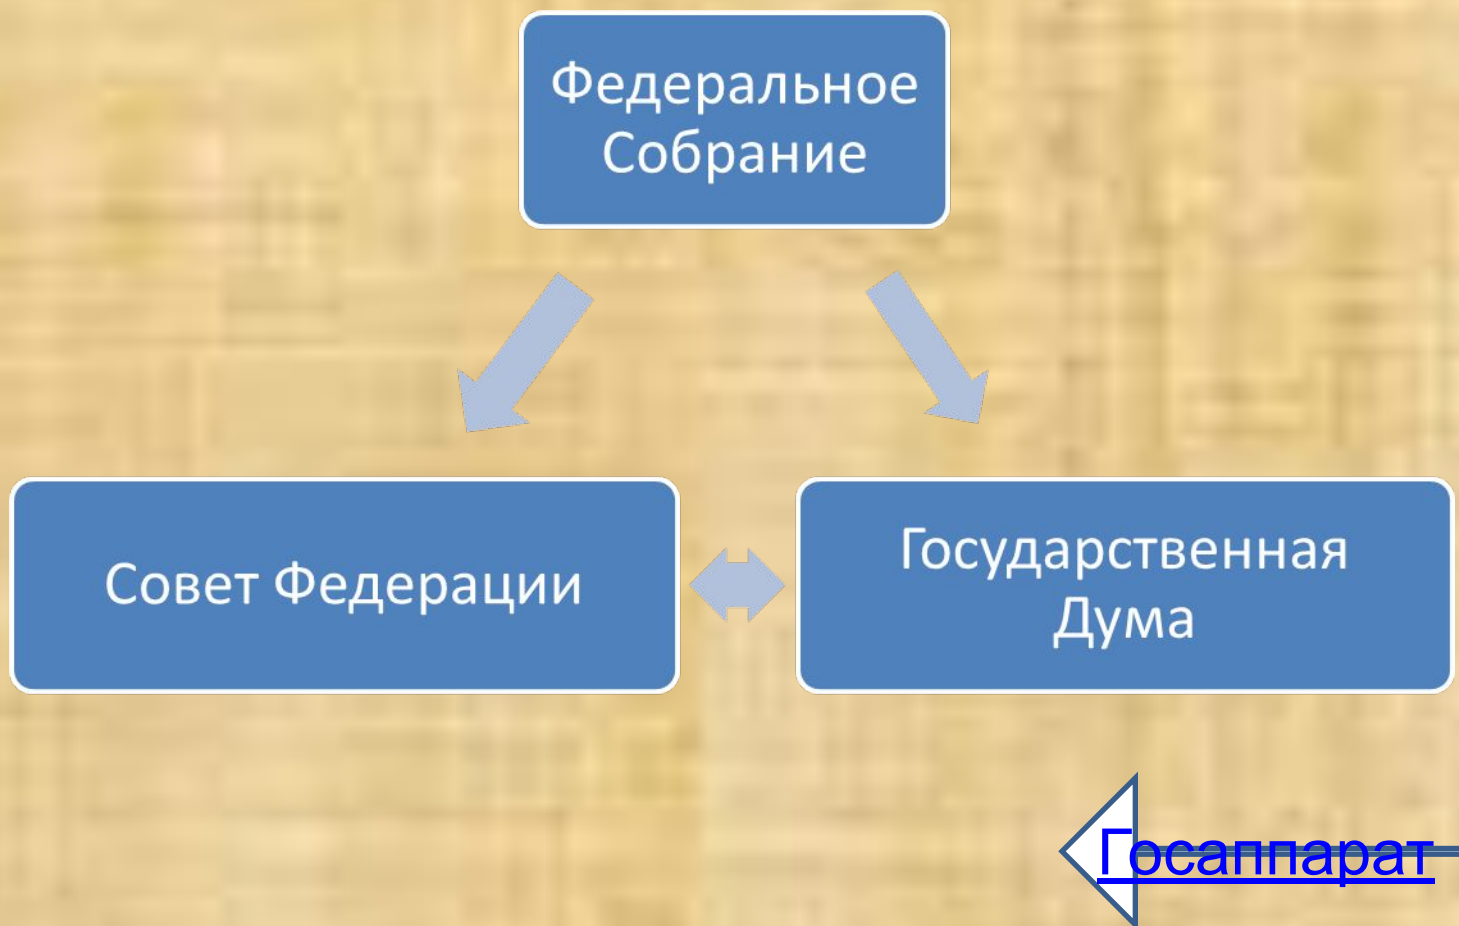 Федеральное
Собрание
Совет Федерации
Государственная
Дума
Госаппарат